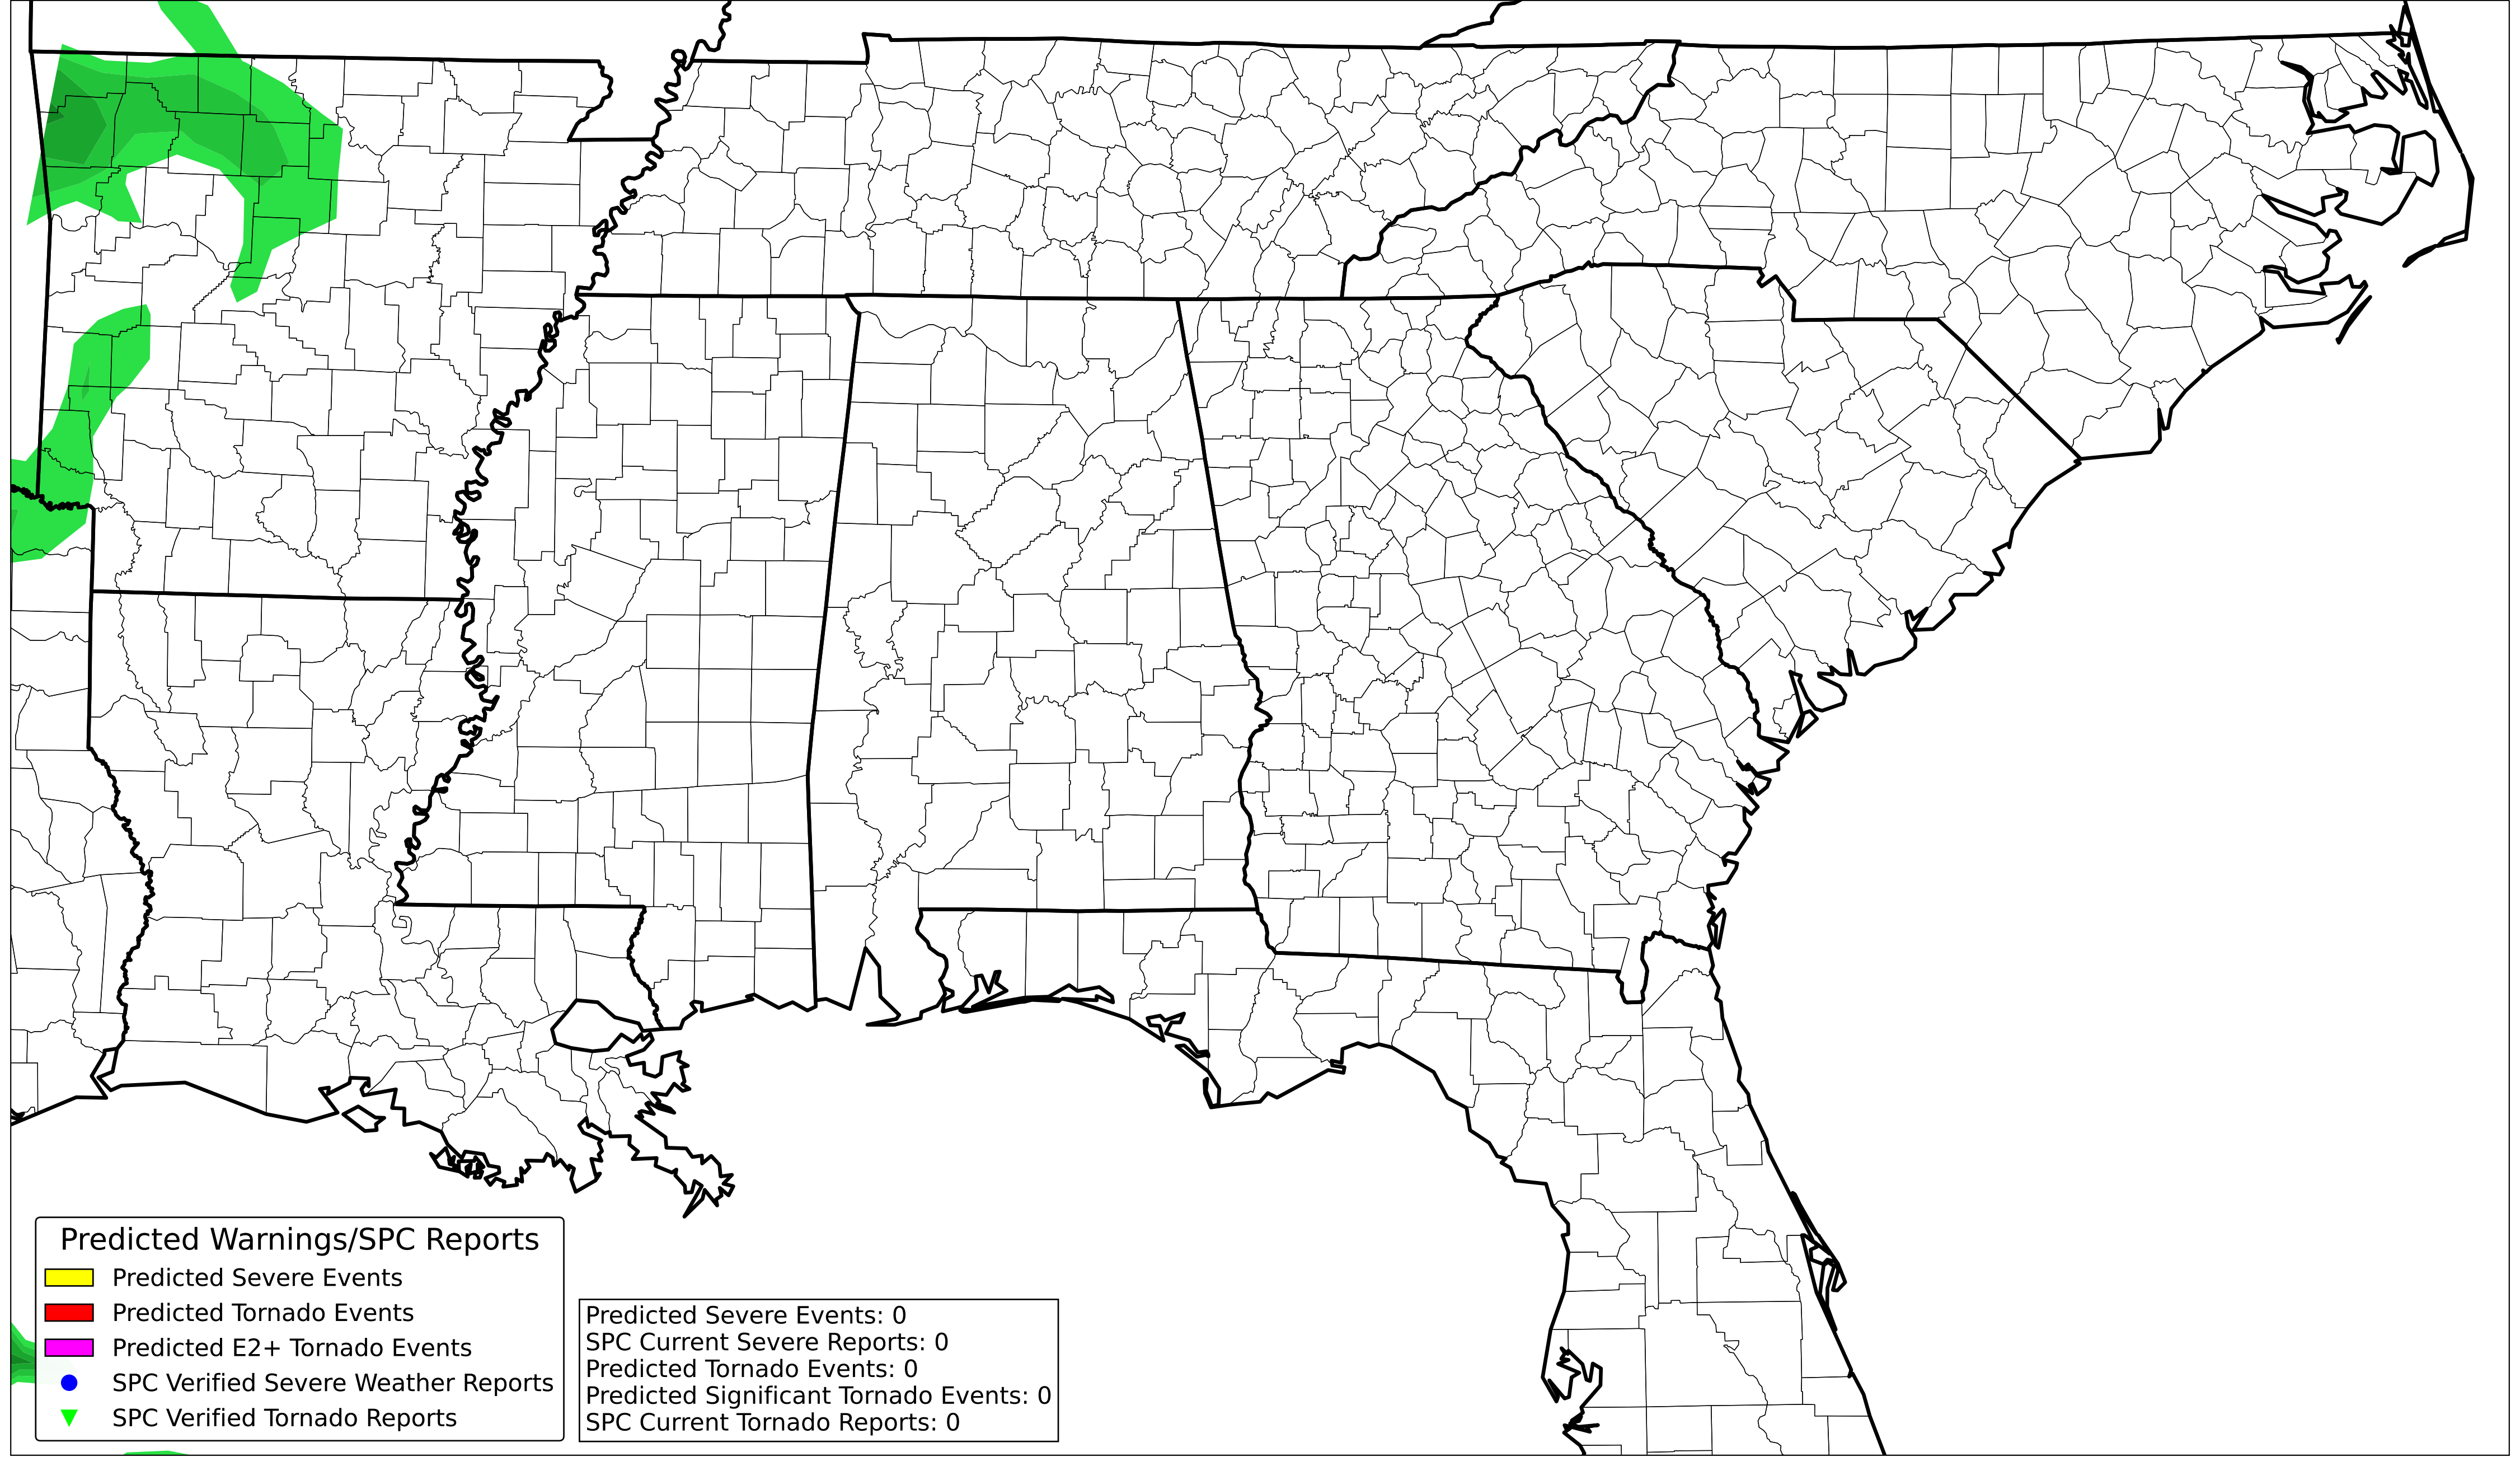 Predicted Warnings/SPC Reports
Predicted Severe Events
Predicted Tornado Events
Predicted E2+ Tornado Events
SPC Verified Severe Weather Reports
SPC Verified Tornado Reports
Predicted Severe Events: 0
SPC Current Severe Reports: 0
Predicted Tornado Events: 0
Predicted Significant Tornado Events: 0
SPC Current Tornado Reports: 0